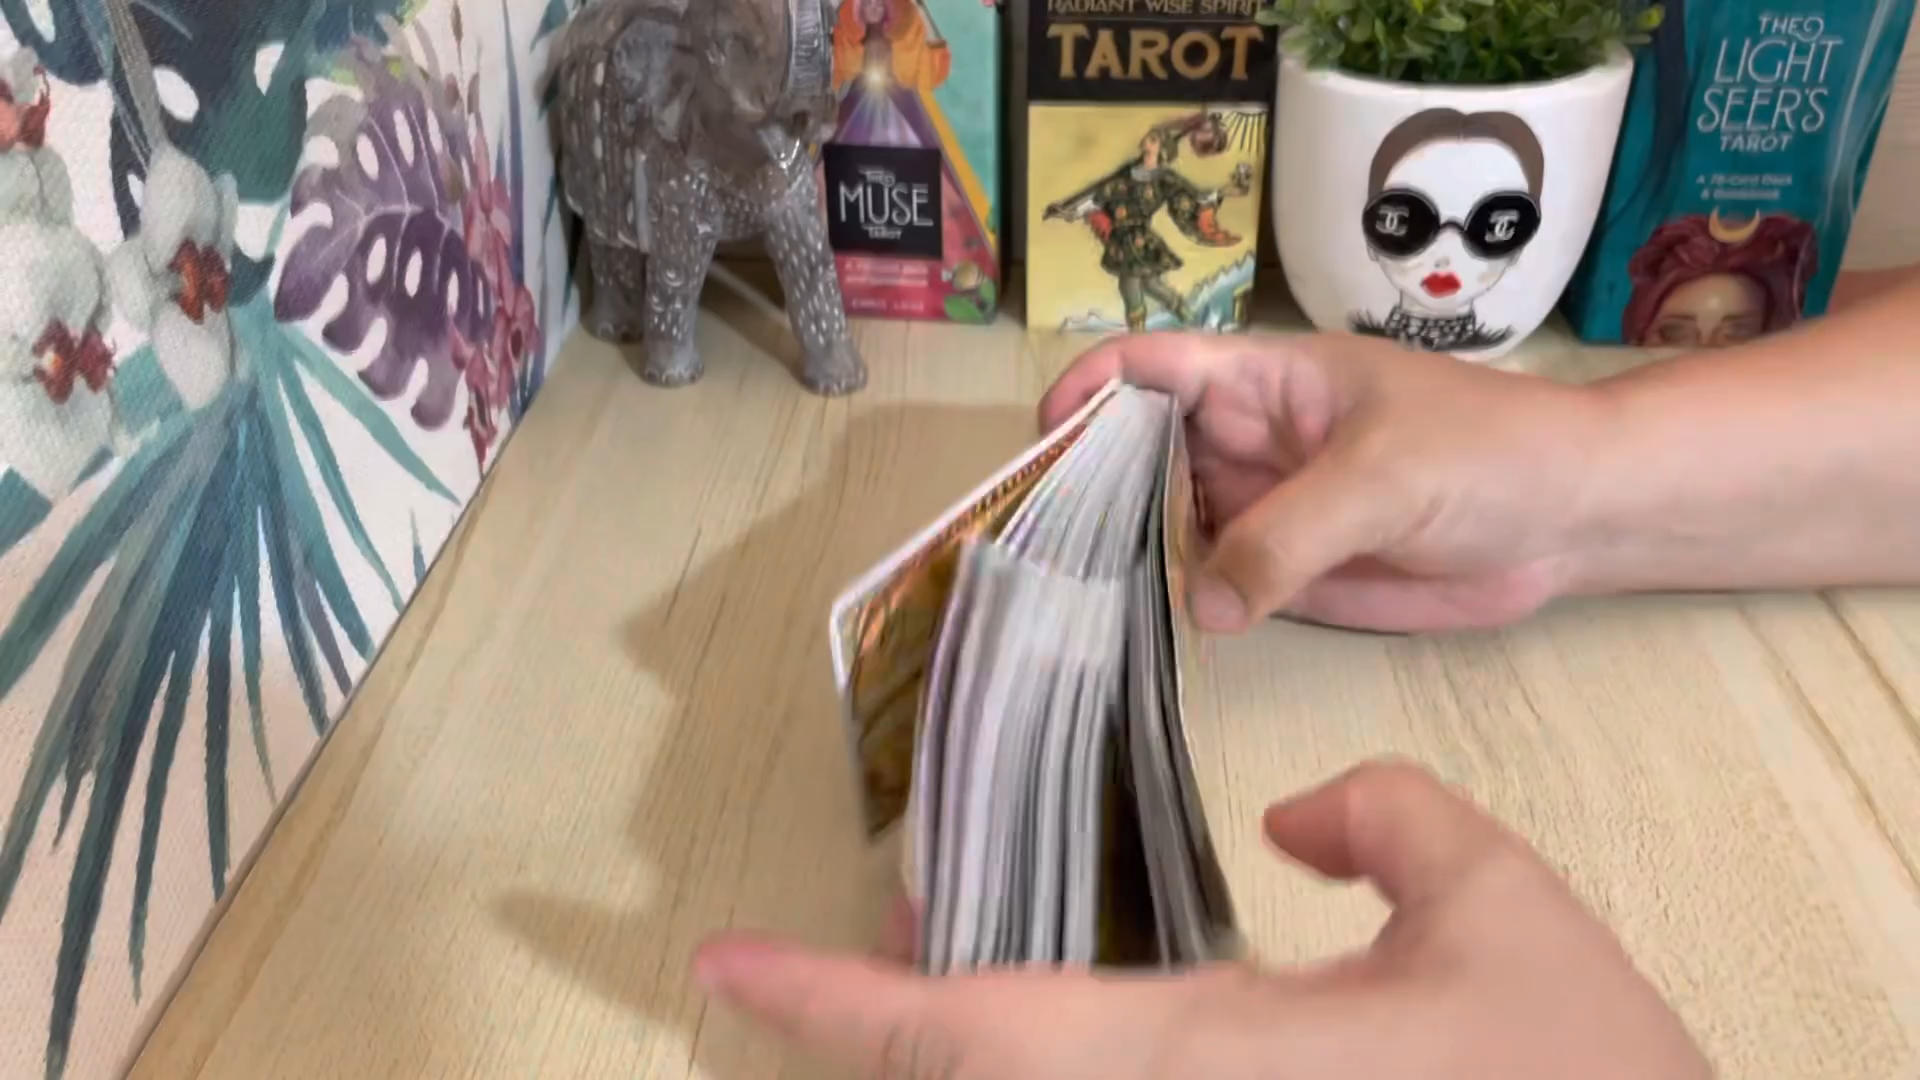 THE
MUSE
TAROT
RADIANT WISE SPIRIT
TAROT
THE
LIGHT
SEER'S
TAROT
A 78-Card Deck
& Guidebook